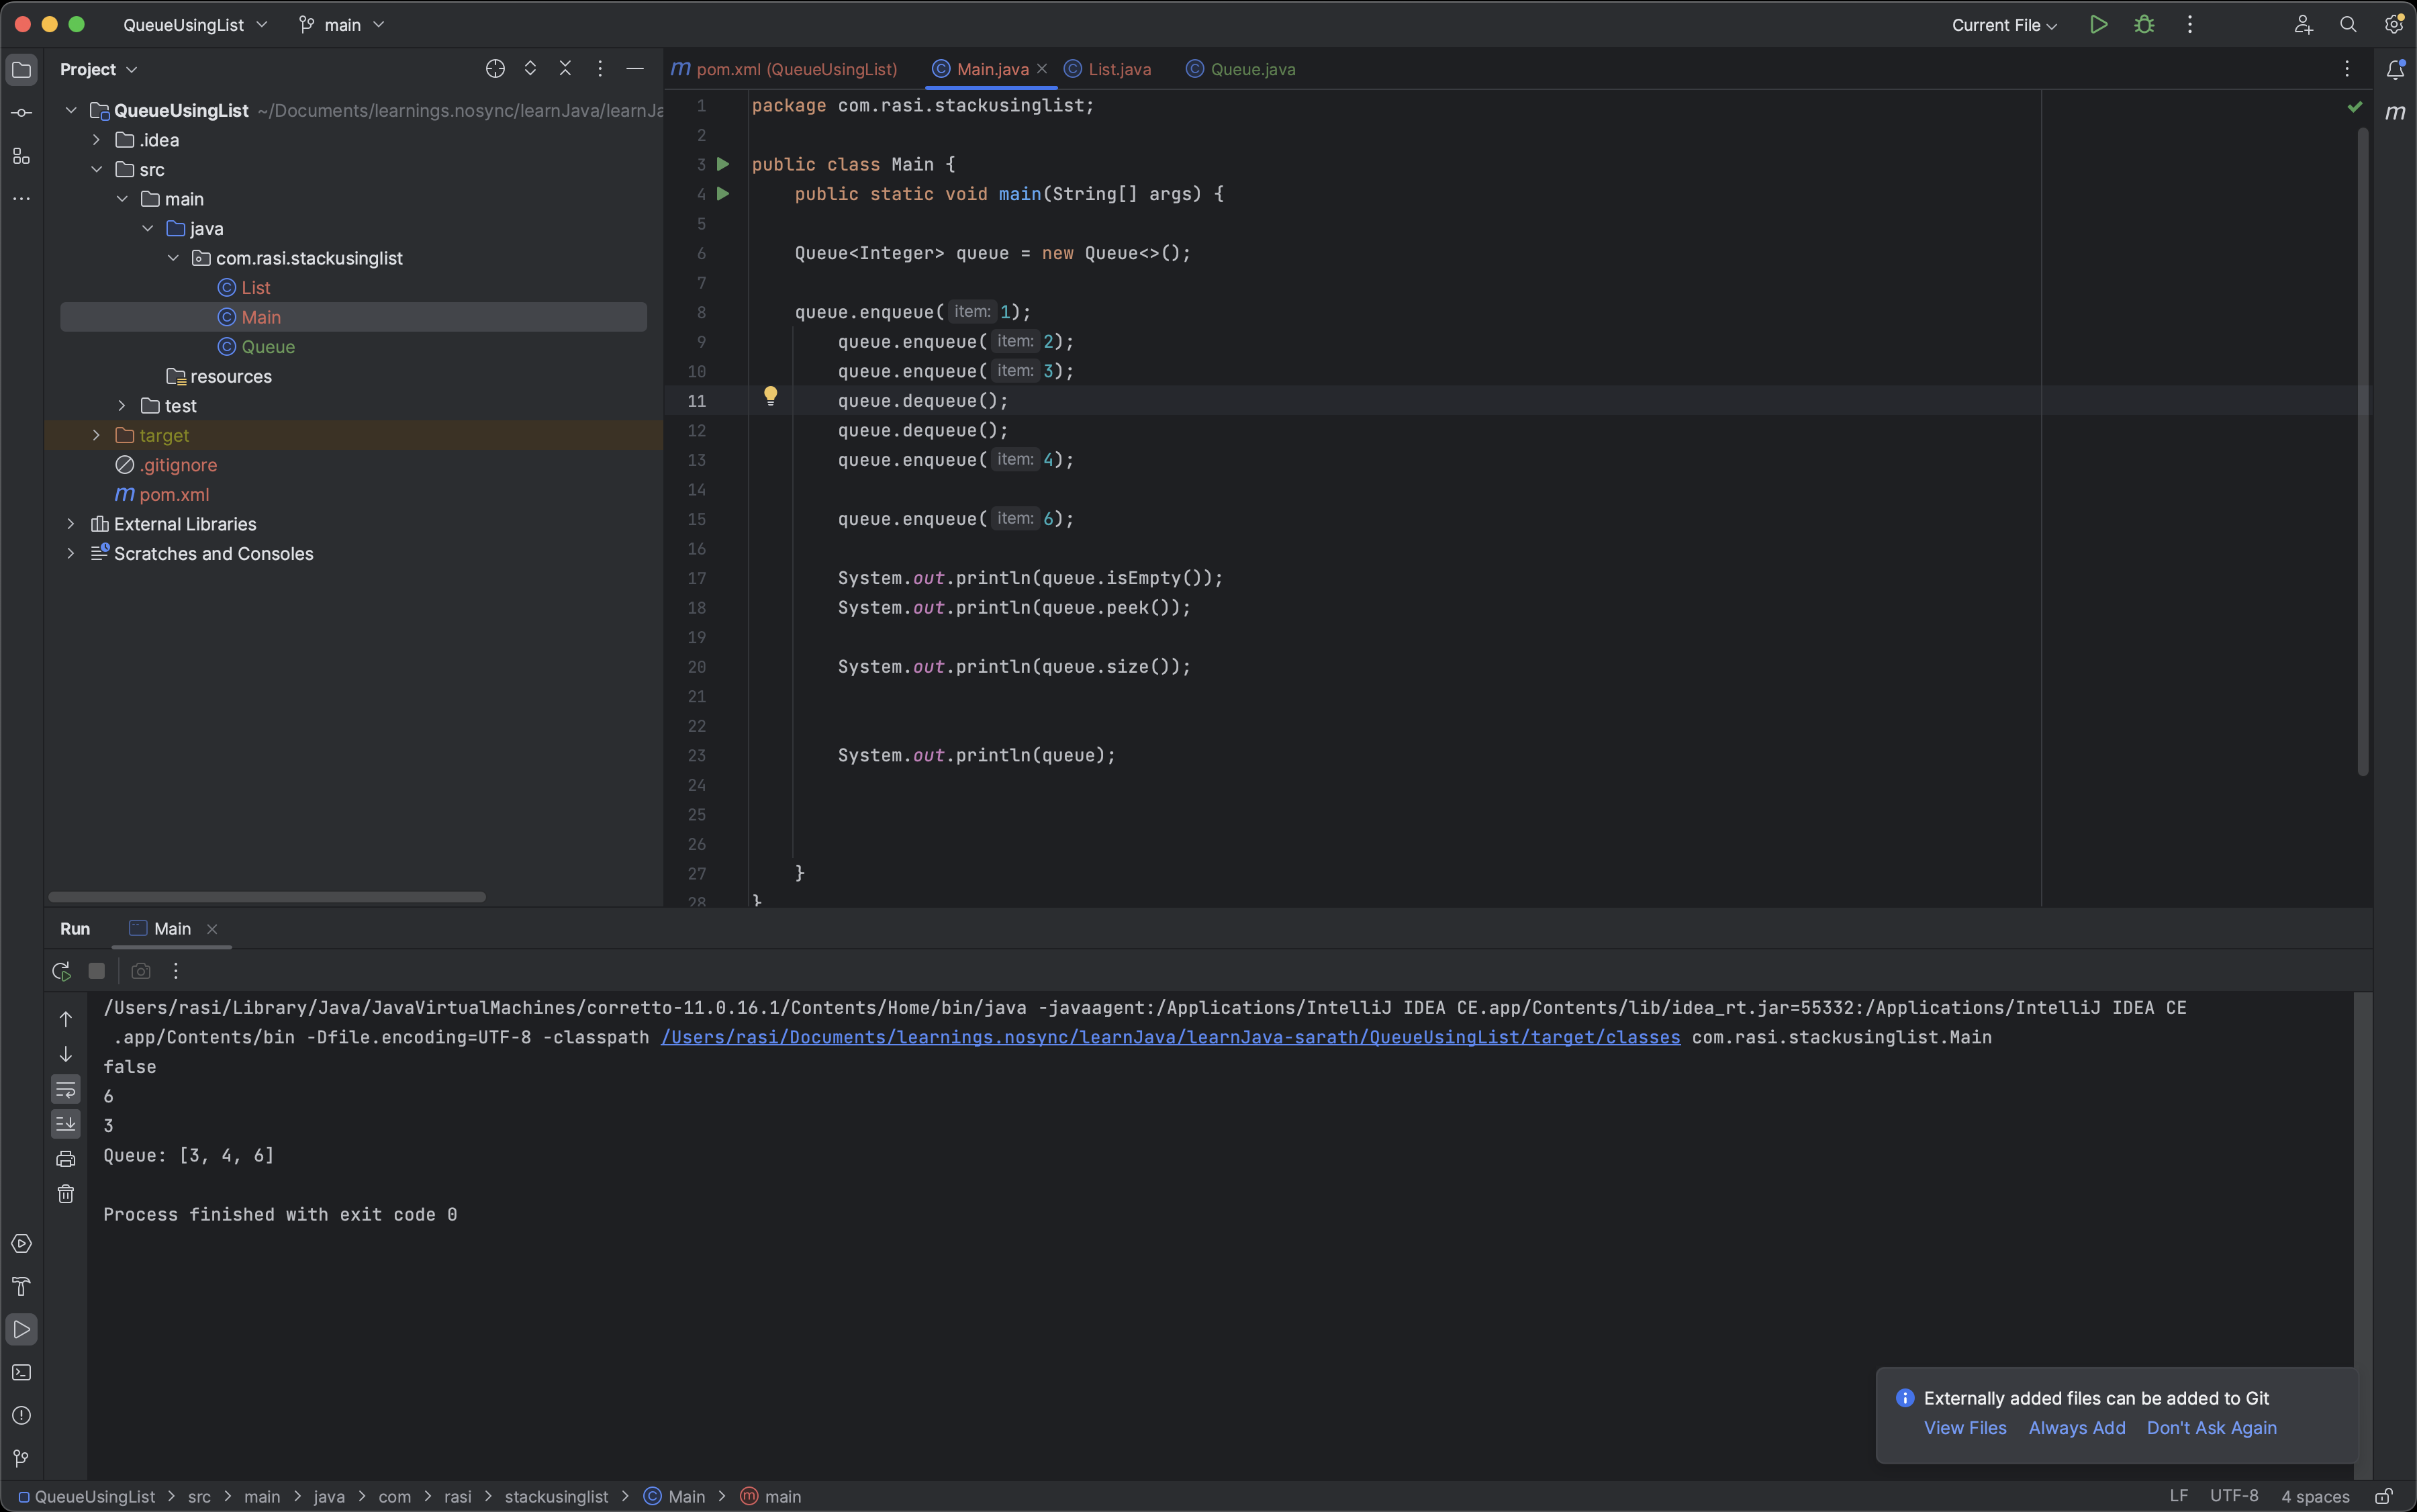 QueueUsingList main Current File
Project
QueueUsingList ~/Documents/learnings.nosync/learnJava/learnJa
.idea
src
main
java
com.rasi.stackusinglist
List
Main
Queue
resources
test
target
.gitignore
m pom.xml
External Libraries
Scratches and Consoles
m pom.xml (QueueUsingList) Main.java List.java Queue.java
1 package com.rasi.stackusinglist;
2
3 public class Main {
4 public static void main(String[] args) {
5
6 Queue<Integer> queue = new Queue<>();
7
8 queue.enqueue( item: 1);
9 queue.enqueue( item: 2);
10 queue.enqueue( item: 3);
11 queue.dequeue();
12 queue.dequeue();
13 queue.enqueue( item: 4);
14
15 queue.enqueue( item: 6);
16
17 System.out.println(queue.isEmpty());
18 System.out.println(queue.peek());
19
20 System.out.println(queue.size());
21
22
23 System.out.println(queue);
24
25
26
27 }
28 }
m
Run Main
/Users/rasi/Library/Java/JavaVirtualMachines/corretto-11.0.16.1/Contents/Home/bin/java -javaagent:/Applications/IntelliJ IDEA CE.app/Contents/lib/idea_rt.jar=55332:/Applications/IntelliJ IDEA CE
.app/Contents/bin -Dfile.encoding=UTF-8 -classpath /Users/rasi/Documents/learnings.nosync/learnJava/learnJava-sarath/QueueUsingList/target/classes com.rasi.stackusinglist.Main
false
6
3
Queue: [3, 4, 6]
Process finished with exit code 0
Externally added files can be added to Git
View Files Always Add Don't Ask Again
QueueUsingList > src > main > java > com > rasi > stackusinglist > Main > main LF UTF-8 4 spaces